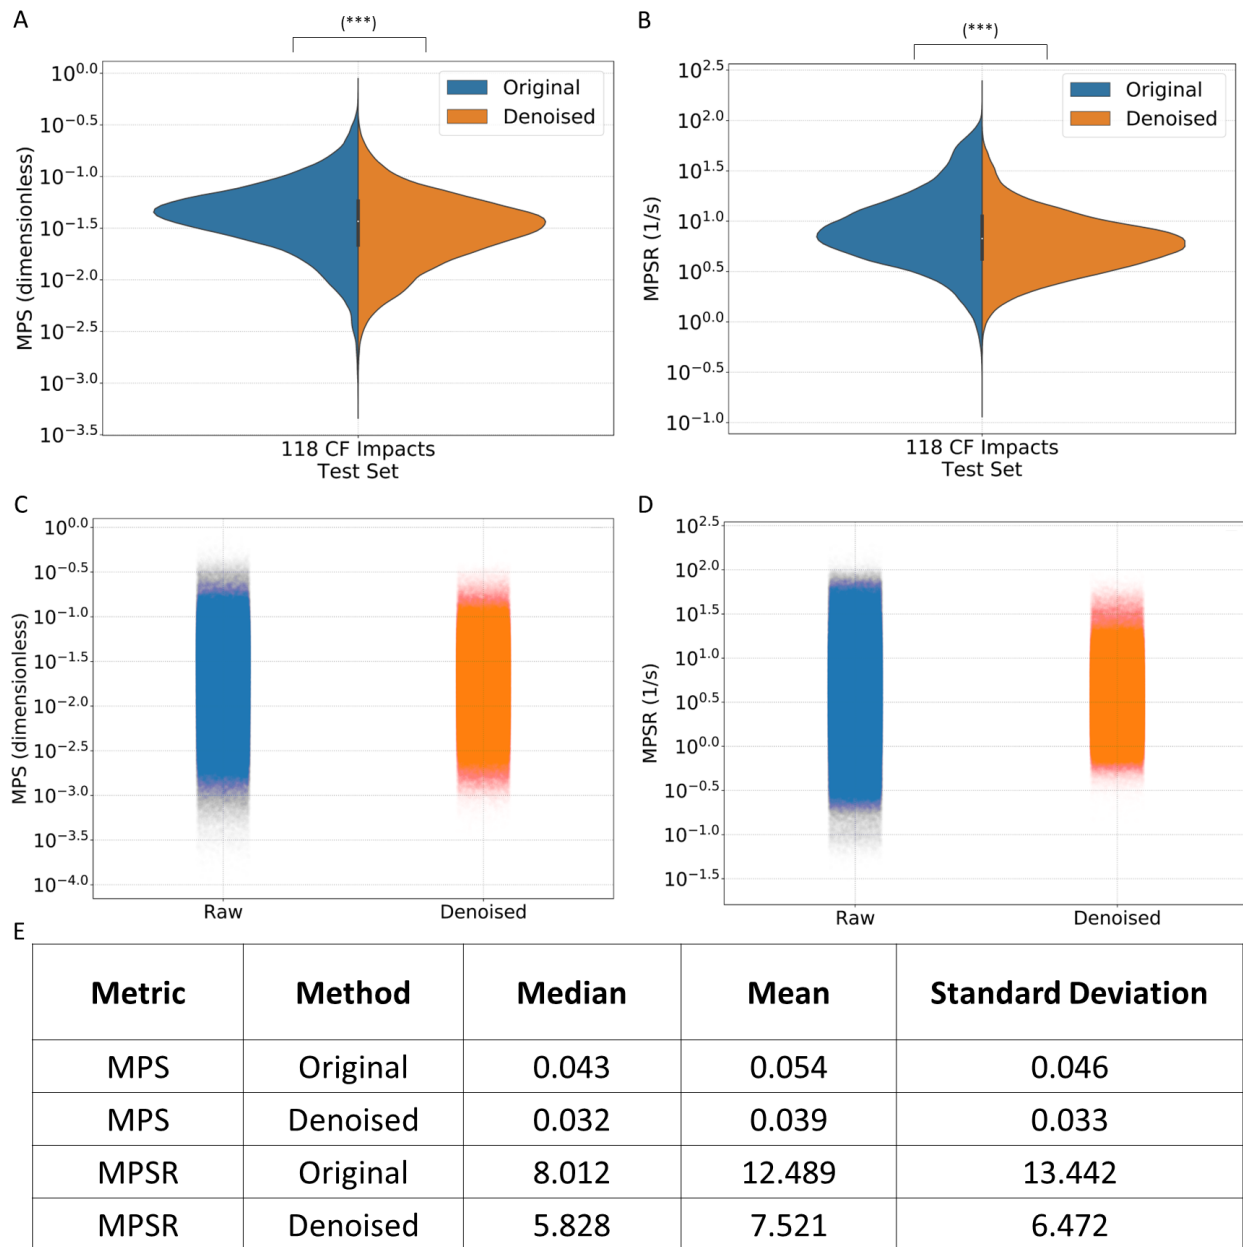 A
(***)
10^0.0
10^−0.5
10^−1.0
10^−1.5
10^−2.0
10^−2.5
10^−3.0
10^−3.5
MPS (dimensionless)
Original
Denoised
118 CF Impacts
Test Set
B
(***)
10^2.5
10^2.0
10^1.5
10^1.0
10^0.5
10^0.0
10^−0.5
10^−1.0
MPSR (1/s)
Original
Denoised
118 CF Impacts
Test Set
C
10^0.0
10^−0.5
10^−1.0
10^−1.5
10^−2.0
10^−2.5
10^−3.0
10^−3.5
10^−4.0
MPS (dimensionless)
Raw Denoised
D
10^2.5
10^2.0
10^1.5
10^1.0
10^0.5
10^0.0
10^−0.5
10^−1.0
10^−1.5
MPSR (1/s)
Raw Denoised
E
Metric Method Median Mean Standard Deviation
MPS Original 0.043 0.054 0.046
MPS Denoised 0.032 0.039 0.033
MPSR Original 8.012 12.489 13.442
MPSR Denoised 5.828 7.521 6.472